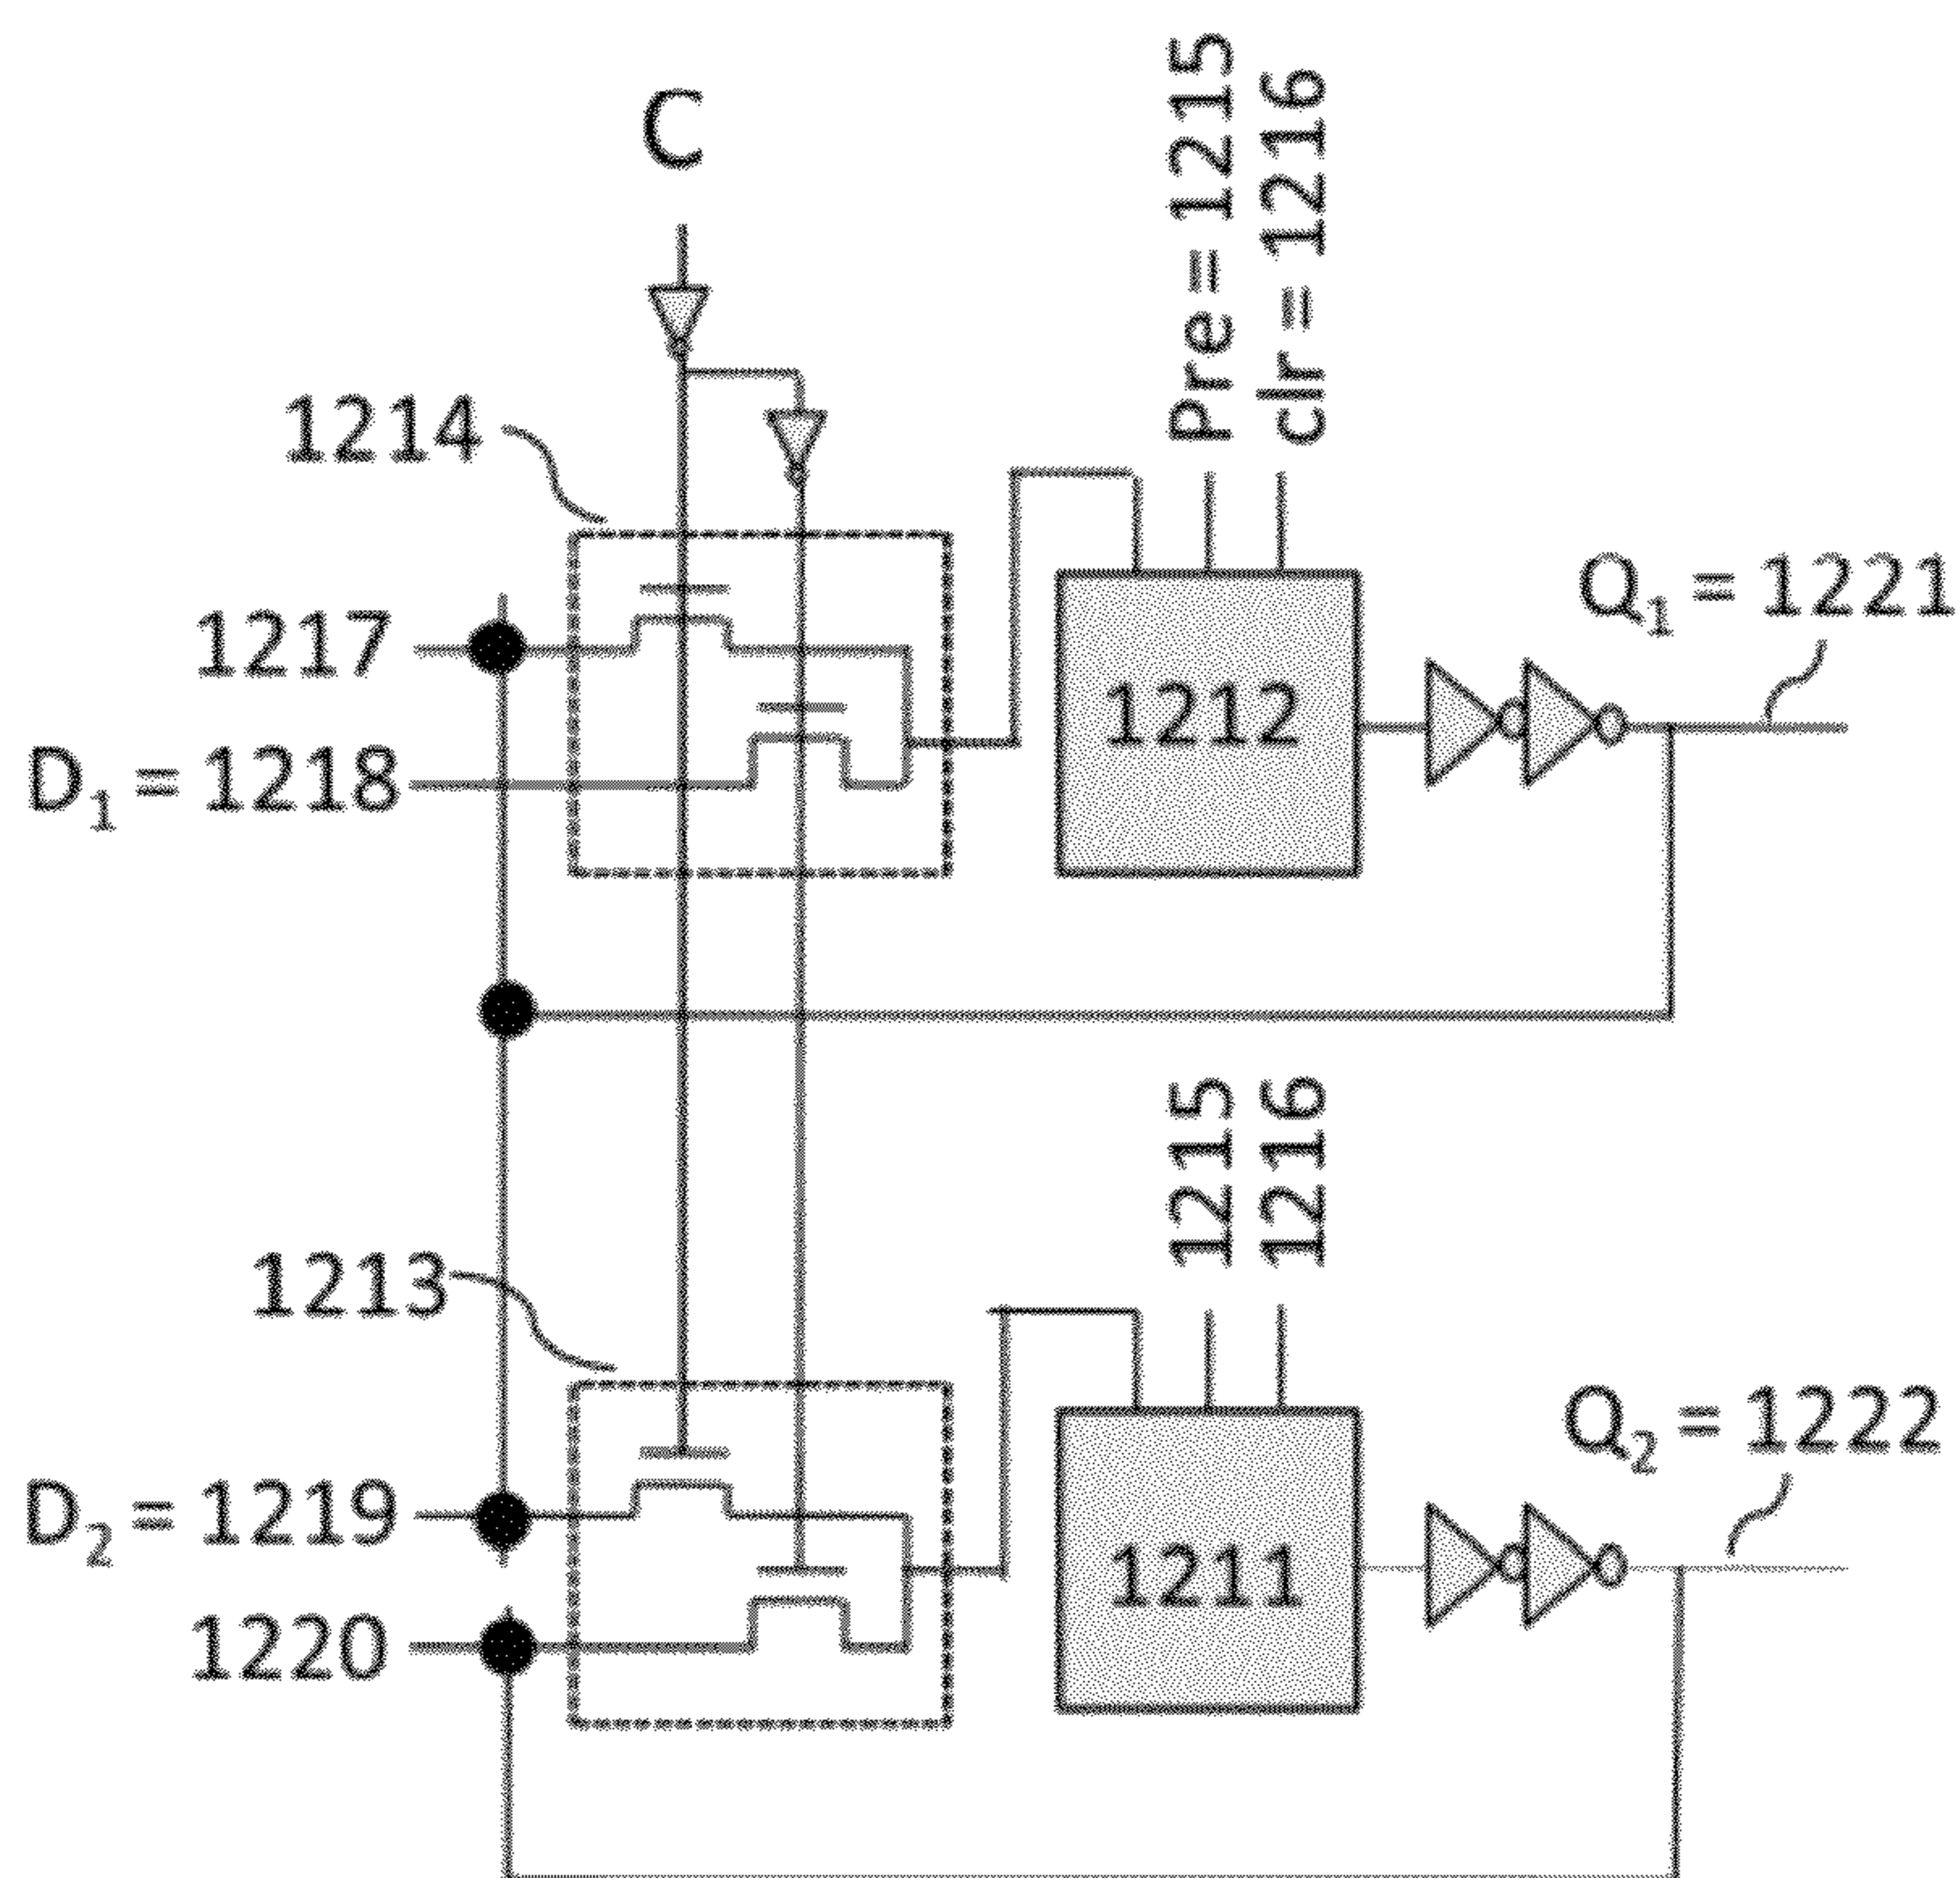 C
Pre = 1215
clr = 1216
1214
1217
D₁ = 1218
1212
Q₁ = 1221
1215
1216
1213
D₂ = 1219
1220
1211
Q₂ = 1222